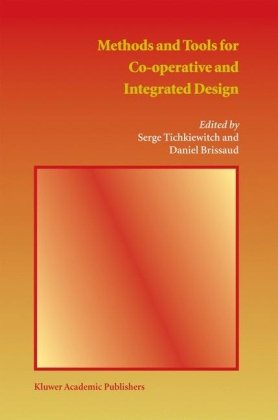 Methods and Tools for
Co-operative and
Integrated Design
Edited by
Serge Tichkiewitch and
Daniel Brissaud
Kluwer Academic Publishers